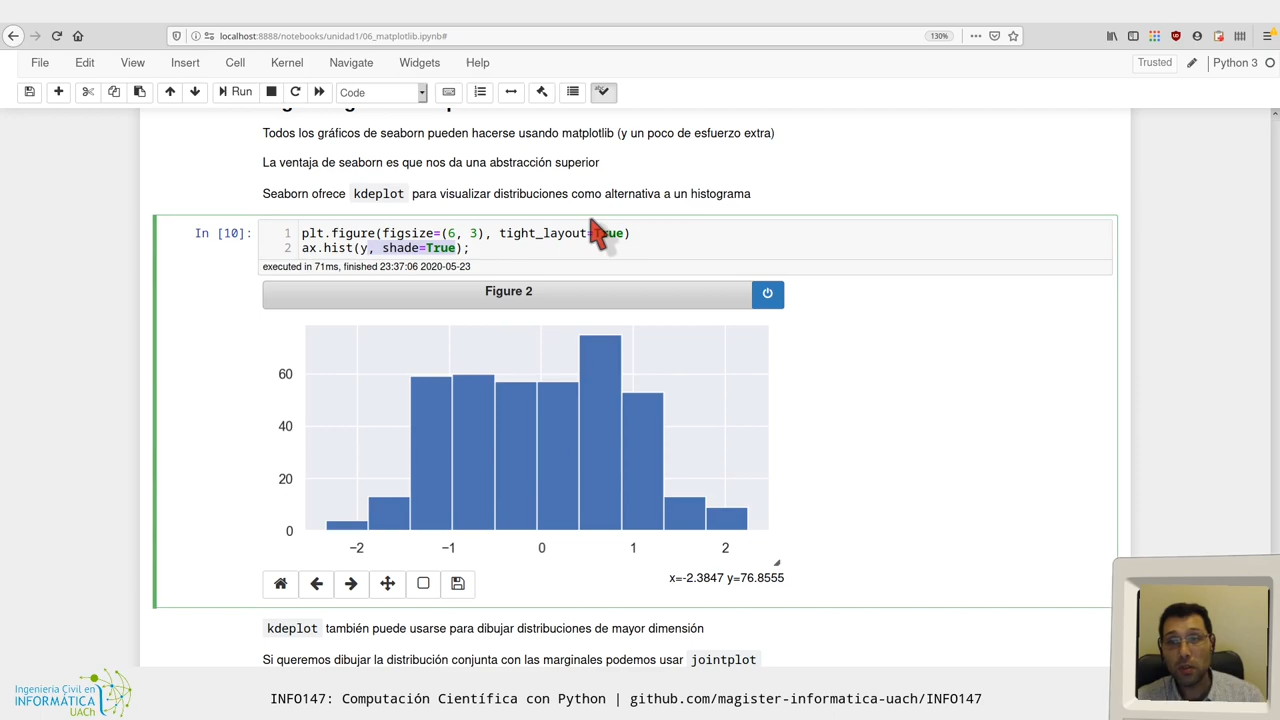 localhost:8888/notebooks/unidad1/06_matplotlib.ipynb#
130%
File Edit View Insert Cell Kernel Navigate Widgets Help
Trusted
Python 3
Run
Code
Todos los gráficos de seaborn pueden hacerse usando matplotlib (y un poco de esfuerzo extra)
La ventaja de seaborn es que nos da una abstracción superior
Seaborn ofrece kdeplot para visualizar distribuciones como alternativa a un histograma
In [10]:
1 plt.figure(figsize=(6, 3), tight_layout=True)
2 ax.hist(y, shade=True);
executed in 71ms, finished 23:37:06 2020-05-23
Figure 2
60
40
20
0
−2 −1 0 1 2
x=-2.3847 y=76.8555
kdeplot también puede usarse para dibujar distribuciones de mayor dimensión
Si queremos dibujar la distribución conjunta con las marginales podemos usar jointplot
Ingeniería Civil en
INFORMÁTICA
UACh
INFO147: Computación Científica con Python | github.com/magister-informatica-uach/INFO147